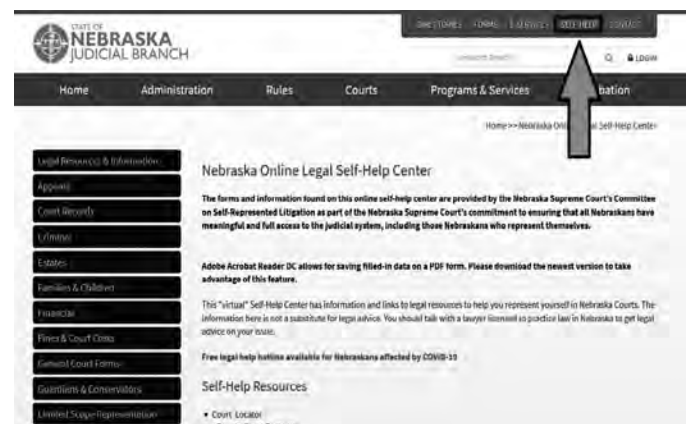 STATE OF
NEBRASKA
JUDICIAL BRANCH
FORMS
SELF-HELP
LOGIN
Home
Administration
Rules
Courts
Programs & Services
bation
Home >> Nebraska Onl al Self-Help Center
Legal Resources & Information
Appeals
Court Records
Criminal
Estates
Families & Children
Financial
Fines & Court Costs
General Court Forms
Guardians & Conservators
Limited Scope Representation
Nebraska Online Legal Self-Help Center
The forms and information found on this online self-help center are provided by the Nebraska Supreme Court's Committee
on Self-Represented Litigation as part of the Nebraska Supreme Court's commitment to ensuring that all Nebraskans have
meaningful and full access to the judicial system, including those Nebraskans who represent themselves.
Adobe Acrobat Reader DC allows for saving filled-in data on a PDF form. Please download the newest version to take
advantage of this feature.
This "virtual" Self-Help Center has information and links to legal resources to help you represent yourself in Nebraska Courts. The
information here is not a substitute for legal advice. You should talk with a lawyer licensed to practice law in Nebraska to get legal
advice on your issue.
Free legal help hotline available for Nebraskans affected by COVID-19
Self-Help Resources
• Court Locator